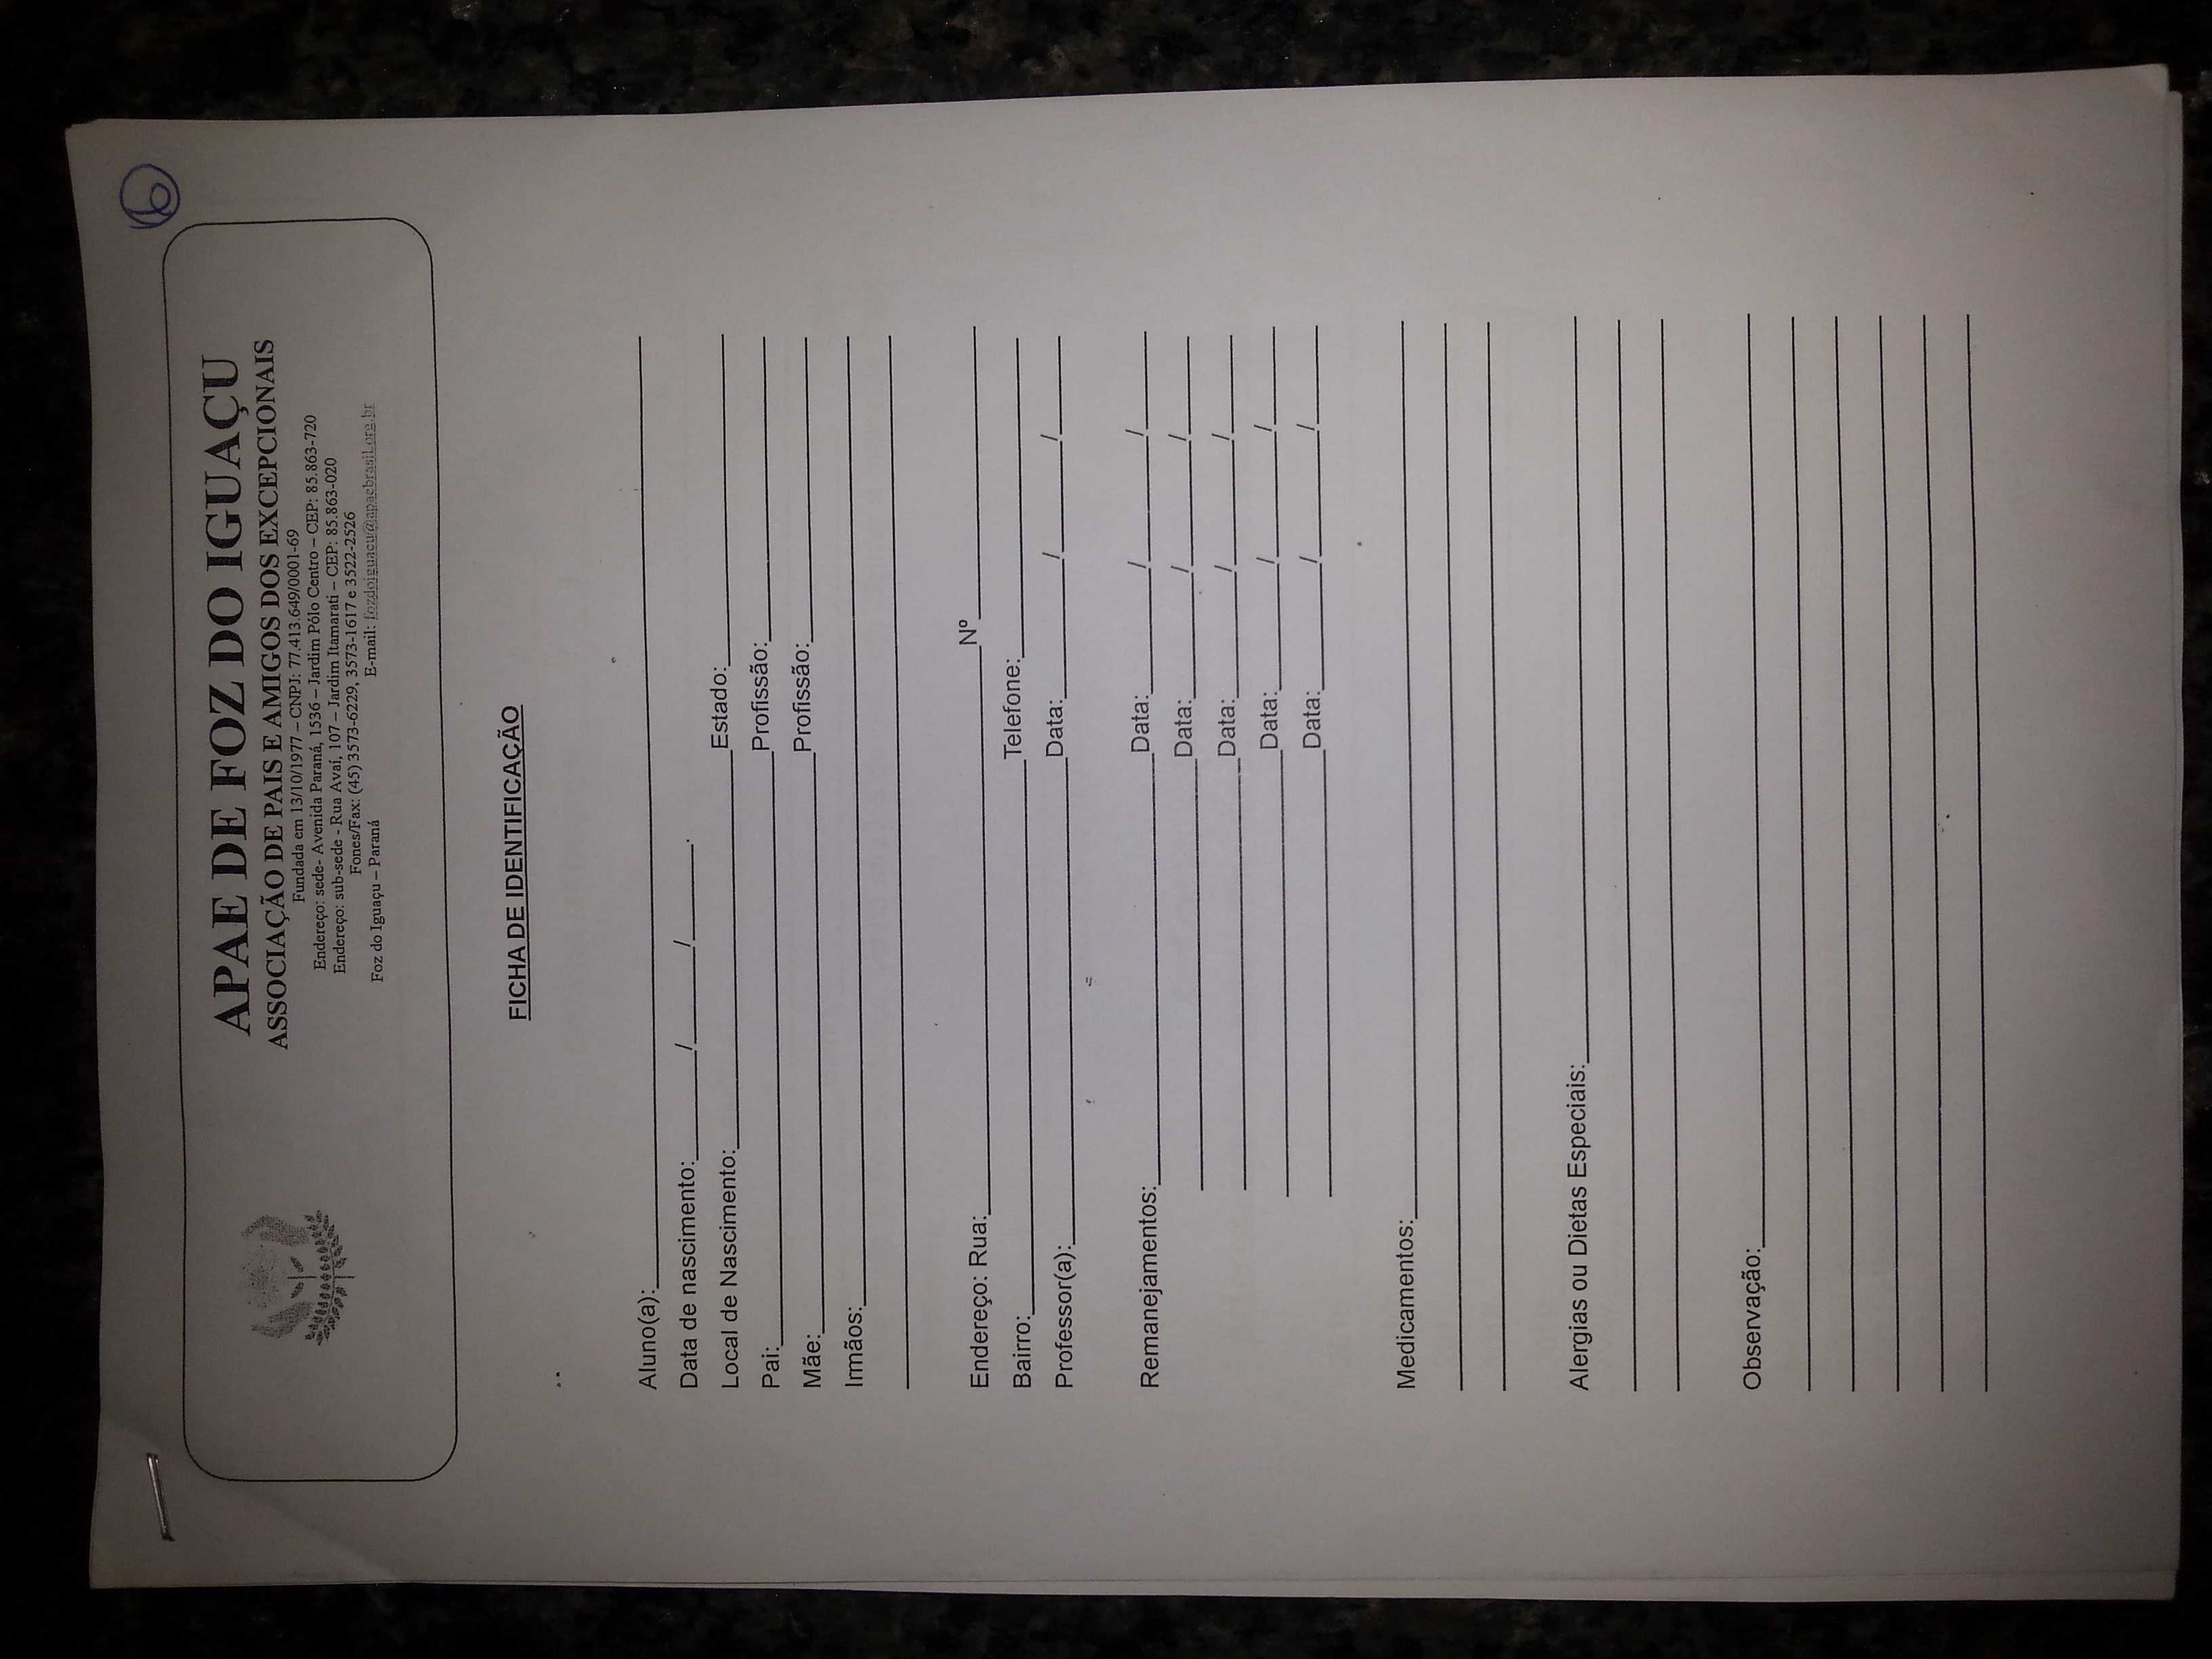 6
APAE DE FOZ DO IGUAÇU
ASSOCIAÇÃO DE PAIS E AMIGOS DOS EXCEPCIONAIS
Fundada em 13/10/1977 – CNPJ: 77.413.649/0001-69
Endereço: sede- Avenida Paraná, 1536 – Jardim Pólo Centro – CEP: 85.863-720
Endereço: sub-sede - Rua Avaí, 107 – Jardim Itamarati – CEP: 85.863-020
Fones/Fax: (45) 3573-6229, 3573-1617 e 3522-2526
Foz do Iguaçu – Paraná E-mail: fozdoiguacu@apaebrasil.org.br
FICHA DE IDENTIFICAÇÃO
Aluno(a):
Data de nascimento: / / .
Local de Nascimento: Estado:
Pai: Profissão:
Mãe: Profissão:
Irmãos:
Endereço: Rua: Nº
Bairro: Telefone:
Professor(a): Data: / /
Remanejamentos: Data: / /
Data: / /
Data: / /
Data: / /
Data: / /
Medicamentos:
Alergias ou Dietas Especiais:
Observação: